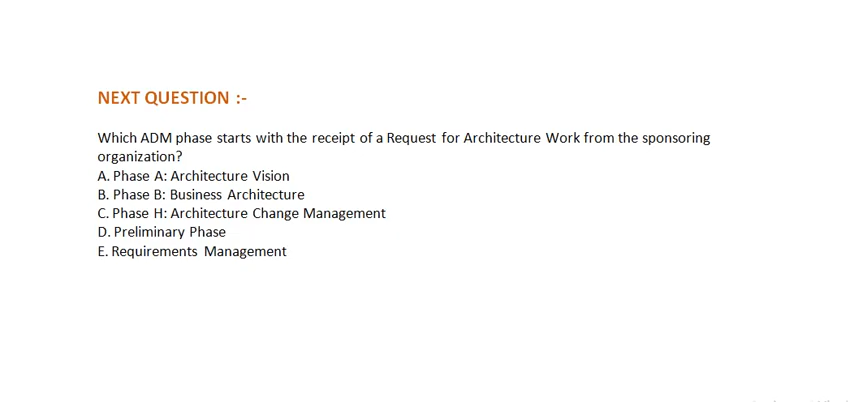 NEXT QUESTION :-
Which ADM phase starts with the receipt of a Request for Architecture Work from the sponsoring
organization?
A. Phase A: Architecture Vision
B. Phase B: Business Architecture
C. Phase H: Architecture Change Management
D. Preliminary Phase
E. Requirements Management